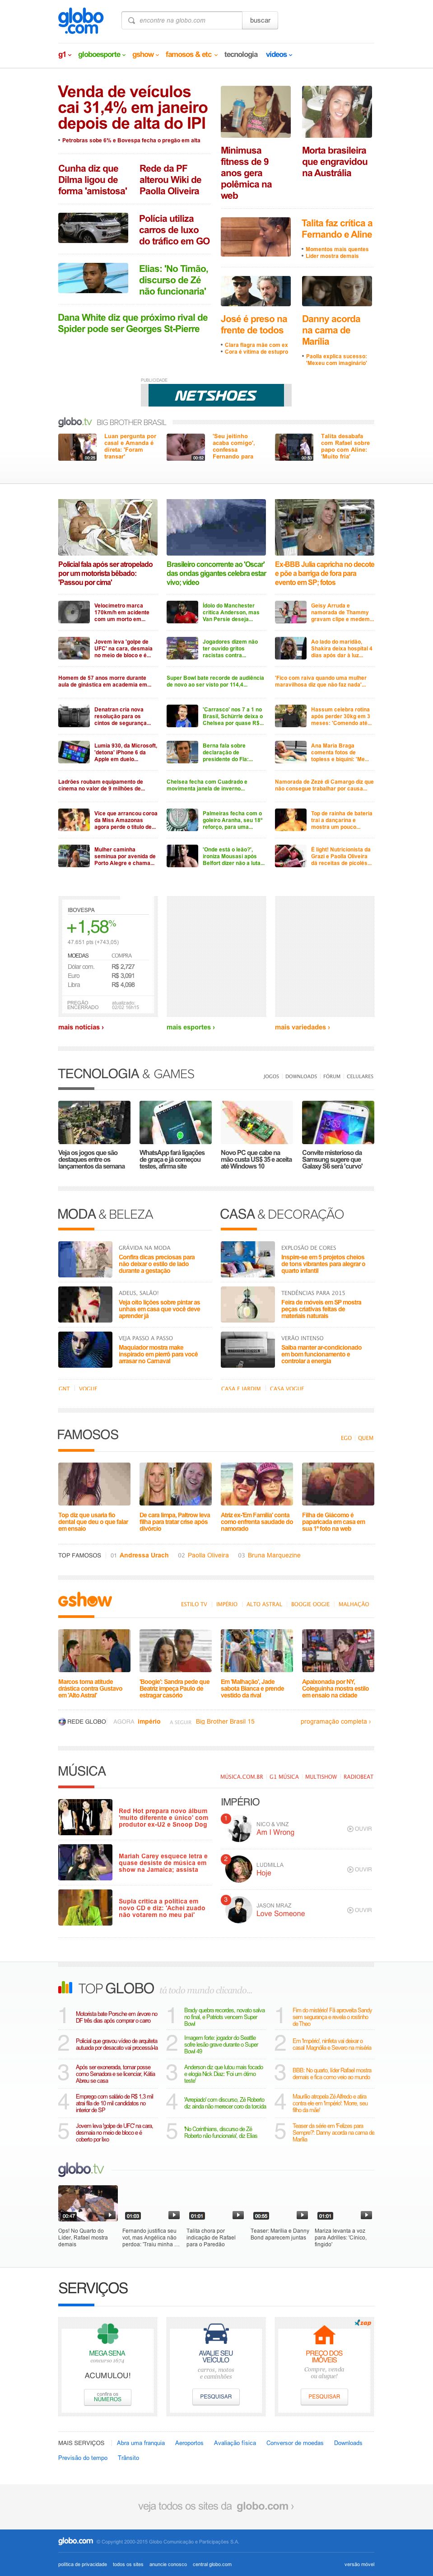 globo
.com
encontre na globo.com
buscar
g1
globoesporte
gshow
famosos & etc
tecnologia
vídeos
Venda de veículos
cai 31,4% em janeiro
depois de alta do IPI
Petrobras sobe 6% e Bovespa fecha o pregão em alta
Cunha diz que
Dilma ligou de
forma 'amistosa'
Rede da PF
alterou Wiki de
Paolla Oliveira
Polícia utiliza
carros de luxo
do tráfico em GO
Elias: 'No Timão,
discurso de Zé
não funcionaria'
Dana White diz que próximo rival de
Spider pode ser Georges St-Pierre
Minimusa
fitness de 9
anos gera
polêmica na
web
Morta brasileira
que engravidou
na Austrália
Talita faz crítica a
Fernando e Aline
Momentos mais quentes
Líder mostra demais
José é preso na
frente de todos
Clara flagra mãe com ex
Cora é vítima de estupro
Danny acorda
na cama de
Marília
Paolla explica sucesso:
'Mexeu com imaginário'
PUBLICIDADE
NETSHOES
globo.tv BIG BROTHER BRASIL
Luan pergunta por
casal e Amanda é
direta: 'Foram
transar'
'Seu jeitinho
acaba comigo',
confessa
Fernando para
Talita desabafa
com Rafael sobre
papo com Aline:
'Muito fria'
Policial fala após ser atropelado
por um motorista bêbado:
'Passou por cima'
Brasileiro concorrente ao 'Oscar'
das ondas gigantes celebra estar
vivo; vídeo
Ex-BBB Julia capricha no decote
e põe a barriga de fora para
evento em SP; fotos
Velocímetro marca
170km/h em acidente
com um morto em...
Ídolo do Manchester
critica Anderson, mas
Van Persie deseja...
Geisy Arruda e
namorada de Thammy
gravam clipe e medem...
Jovem leva 'golpe de
UFC' na cara, desmaia
no meio de bloco e é...
Jogadores dizem não
ter ouvido gritos
racistas contra...
Ao lado do maridão,
Shakira deixa hospital 4
dias após dar à luz...
Homem de 57 anos morre durante
aula de ginástica em academia em...
Super Bowl bate recorde de audiência
de novo ao ser visto por 114,4...
'Fico com raiva quando uma mulher
maravilhosa diz que não faz nada'...
Denatran cria nova
resolução para os
cintos de segurança...
'Carrasco' nos 7 a 1 no
Brasil, Schürrle deixa o
Chelsea por quase R$...
Hassum celebra rotina
após perder 30kg em 3
meses: 'Comendo até...
Lumia 930, da Microsoft,
'detona' iPhone 6 da
Apple em duelo...
Berna fala sobre
declaração de
presidente do Fla:...
Ana Maria Braga
comenta fotos de
topless e biquíni: 'Me...
Ladrões roubam equipamento de
cinema no valor de 9 milhões de...
Chelsea fecha com Cuadrado e
movimenta janela de inverno...
Namorada de Zezé di Camargo diz que
não consegue trabalhar por causa...
Vice que arrancou coroa
da Miss Amazonas
agora perde o título de...
Palmeiras fecha com o
goleiro Aranha, seu 18º
reforço, para uma...
Top de rainha de bateria
trai a dançarina e
mostra um pouco...
Mulher caminha
seminua por avenida de
Porto Alegre e chama...
'Onde está o leão?',
ironiza Mousasi após
Belfort dizer não a luta...
É light! Nutricionista da
Grazi e Paolla Oliveira
dá receitas de picolés...
IBOVESPA
+1,58%
47.651 pts (+743,05)
MOEDAS COMPRA
Dólar com. R$ 2,727
Euro R$ 3,091
Libra R$ 4,098
PREGÃO
ENCERRADO
mais notícias ›
mais esportes ›
mais variedades ›
TECNOLOGIA & GAMES
JOGOS DOWNLOADS FÓRUM CELULARES
Veja os jogos que são
destaques entre os
lançamentos da semana
WhatsApp fará ligações
de graça e já começou
testes, afirma site
Novo PC que cabe na
mão custa US$ 35 e aceita
até Windows 10
Convite misterioso da
Samsung sugere que
Galaxy S6 será 'curvo'
MODA & BELEZA
GRÁVIDA NA MODA
Confira dicas preciosas para
não deixar o estilo de lado
durante a gestação
ADEUS, SALÃO!
Veja oito lições sobre pintar as
unhas em casa que você deve
aprender já
VIJA PASSO A PASSO
Maquiador mostra make
inspirado em pierrô para você
arrasar no Carnaval
GNT VOGUE
CASA & DECORAÇÃO
EXPLOSÃO DE CORES
Inspire-se em 5 projetos cheios
de tons vibrantes para alegrar o
quarto infantil
TENDÊNCIAS PARA 2015
Feira de móveis em SP mostra
peças criativas feitas de
materiais naturais
VERÃO INTENSO
Saiba manter ar-condicionado
em bom funcionamento e
controlar a energia
CASA E JARDIM CASA VOGUE
FAMOSOS
EGO QUEM
Top diz que usaria fio
dental que deu o que falar
em ensaio
De cara limpa, Paltrow leva
filha para tratar crise após
divórcio
Atriz ex-'Em Família' conta
como enfrenta saudade do
namorado
Filha de Giácomo é
paparicada em casa em
sua 1ª foto na web
TOP FAMOSOS 01 Andressa Urach 02 Paolla Oliveira 03 Bruna Marquezine
gshow
ESTILO TV IMPÉRIO ALTO ASTRAL BOOGIE OOGIE MALHAÇÃO
Marcos toma atitude
drástica contra Gustavo
em 'Alto Astral'
'Boogie': Sandra pede que
Beatriz impeça Paulo de
estragar casório
Em 'Malhação', Jade
sabota Bianca e prende
vestido da rival
Apaixonada por NY,
Coleguinha mostra estilo
em ensaio na cidade
REDE GLOBO AGORA império A SEGUIR Big Brother Brasil 15 programação completa ›
MÚSICA
MÚSICA.COM.BR G1 MÚSICA MULTISHOW RADIOBEAT
Red Hot prepara novo álbum
'muito diferente e único' com
produtor ex-U2 e Snoop Dog
Mariah Carey esquece letra e
quase desiste de música em
show na Jamaica; assista
Supla critica a política em
novo CD e diz: 'Achei zuado
não votarem no meu pai'
IMPÉRIO
1 NICO & VINZ
Am I Wrong
OUVIR
2 LUDMILLA
Hoje
OUVIR
3 JASON MRAZ
Love Someone
OUVIR
TOP GLOBO tá todo mundo clicando...
1 Motorista bate Porsche em árvore no
DF três dias após comprar o carro
2 Policial que gravou vídeo de arquiteta
autuada por desacato vai processá-la
3 Após ser exonerada, tomar posse
como Senadora e se licenciar, Kátia
Abreu se casa
4 Emprego com salário de R$ 1,3 mil
atrai fila de 10 mil candidatos no
interior de SP
5 Jovem leva 'golpe de UFC' na cara,
desmaia no meio de bloco e é
coberto por lixo
1 Brady quebra recordes, novato salva
no final, e Patriots vencem Super
Bowl
2 Imagem forte: jogador do Seattle
sofre lesão grave durante o Super
Bowl 49
3 Anderson diz que lutou mais focado
e elogia Nick Diaz: 'Foi um ótimo
teste'
4 'Arrepiado' com discurso, Zé Roberto
diz ainda não merecer coro da torcida
5 'No Corinthians, discurso de Zé
Roberto não funcionaria', diz Elias
1 Fim do mistério! Fã aproveita Sandy
sem segurança e revela o rostinho
de Theo
2 Em 'Império', ninfeta vai deixar o
casal Magnólia e Severo na miséria
3 BBB: No quarto, líder Rafael mostra
demais e fica como veio ao mundo
4 Maurílio atropela Zé Alfredo e atira
contra ele em 'Império': 'Morre, seu
filho da mãe'
5 Teaser da série em 'Felizes para
Sempre?': Danny acorda na cama de
Marília
globo.tv
00:47
01:03
01:01
00:55
01:01
Ops! No Quarto do
Líder, Rafael mostra
demais
Fernando justifica seu
vol, mas Angélica não
perdoa: 'Traiu minha ...
Talita chora por
indicação de Rafael
para o Paredão
Teaser: Marília e Danny
Bond aparecem juntas
Mariza levanta a voz
para Adrilles: 'Cínico,
fingido'
SERVIÇOS
MEGA SENA
ACUMULOU!
confira os
NÚMEROS
AVALIE SEU
VEÍCULO
carros, motos
e caminhões
PESQUISAR
zap
PREÇO DOS
IMÓVEIS
Compre, venda
ou alugue!
PESQUISAR
MAIS SERVIÇOS Abra uma franquia Aeroportos Avaliação física Conversor de moedas Downloads
Previsão do tempo Trânsito
veja todos os sites da globo.com ›
globo.com © Copyright 2000-2015 Globo Comunicação e Participações S.A.
política de privacidade todos os sites anuncie conosco central globo.com versão móvel